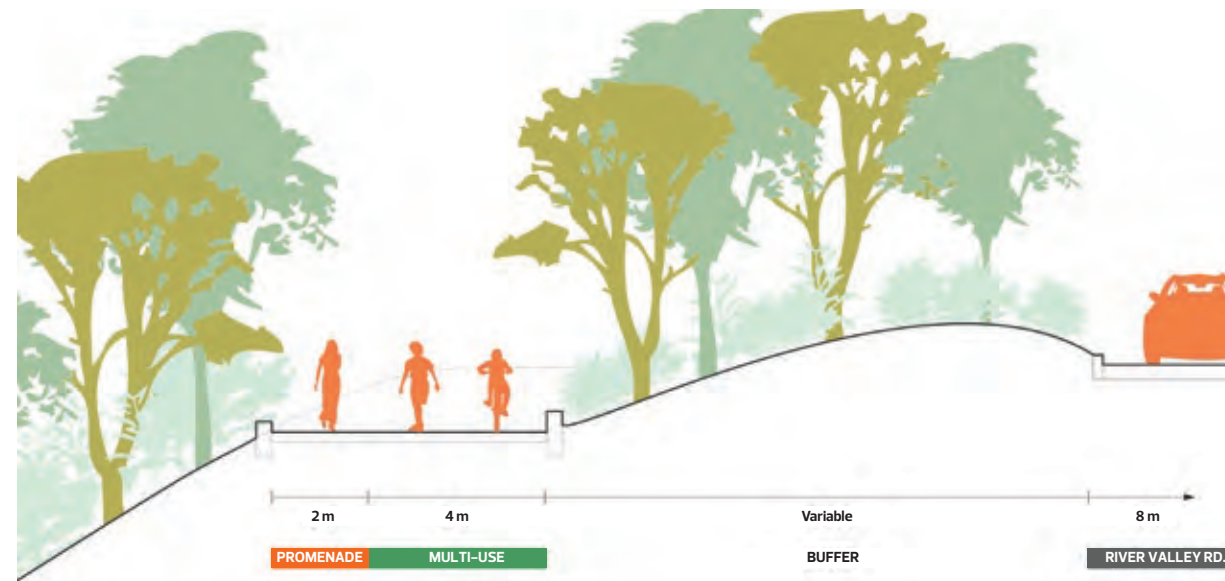 2 m 4 m Variable 8 m
PROMENADE MULTI-USE BUFFER RIVER VALLEY RD.